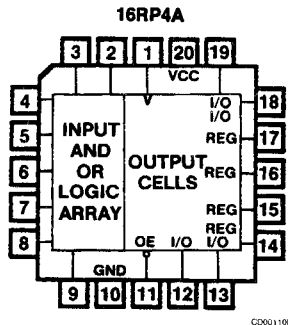 16RP4A
3 2 1 20 19
VCC
4 I/O 18
I/O
5 INPUT REG 17
AND OUTPUT
6 OR CELLS REG 16
LOGIC
7 ARRAY REG 15
REG
8 OE I/O I/O 14
GND
9 10 11 12 13